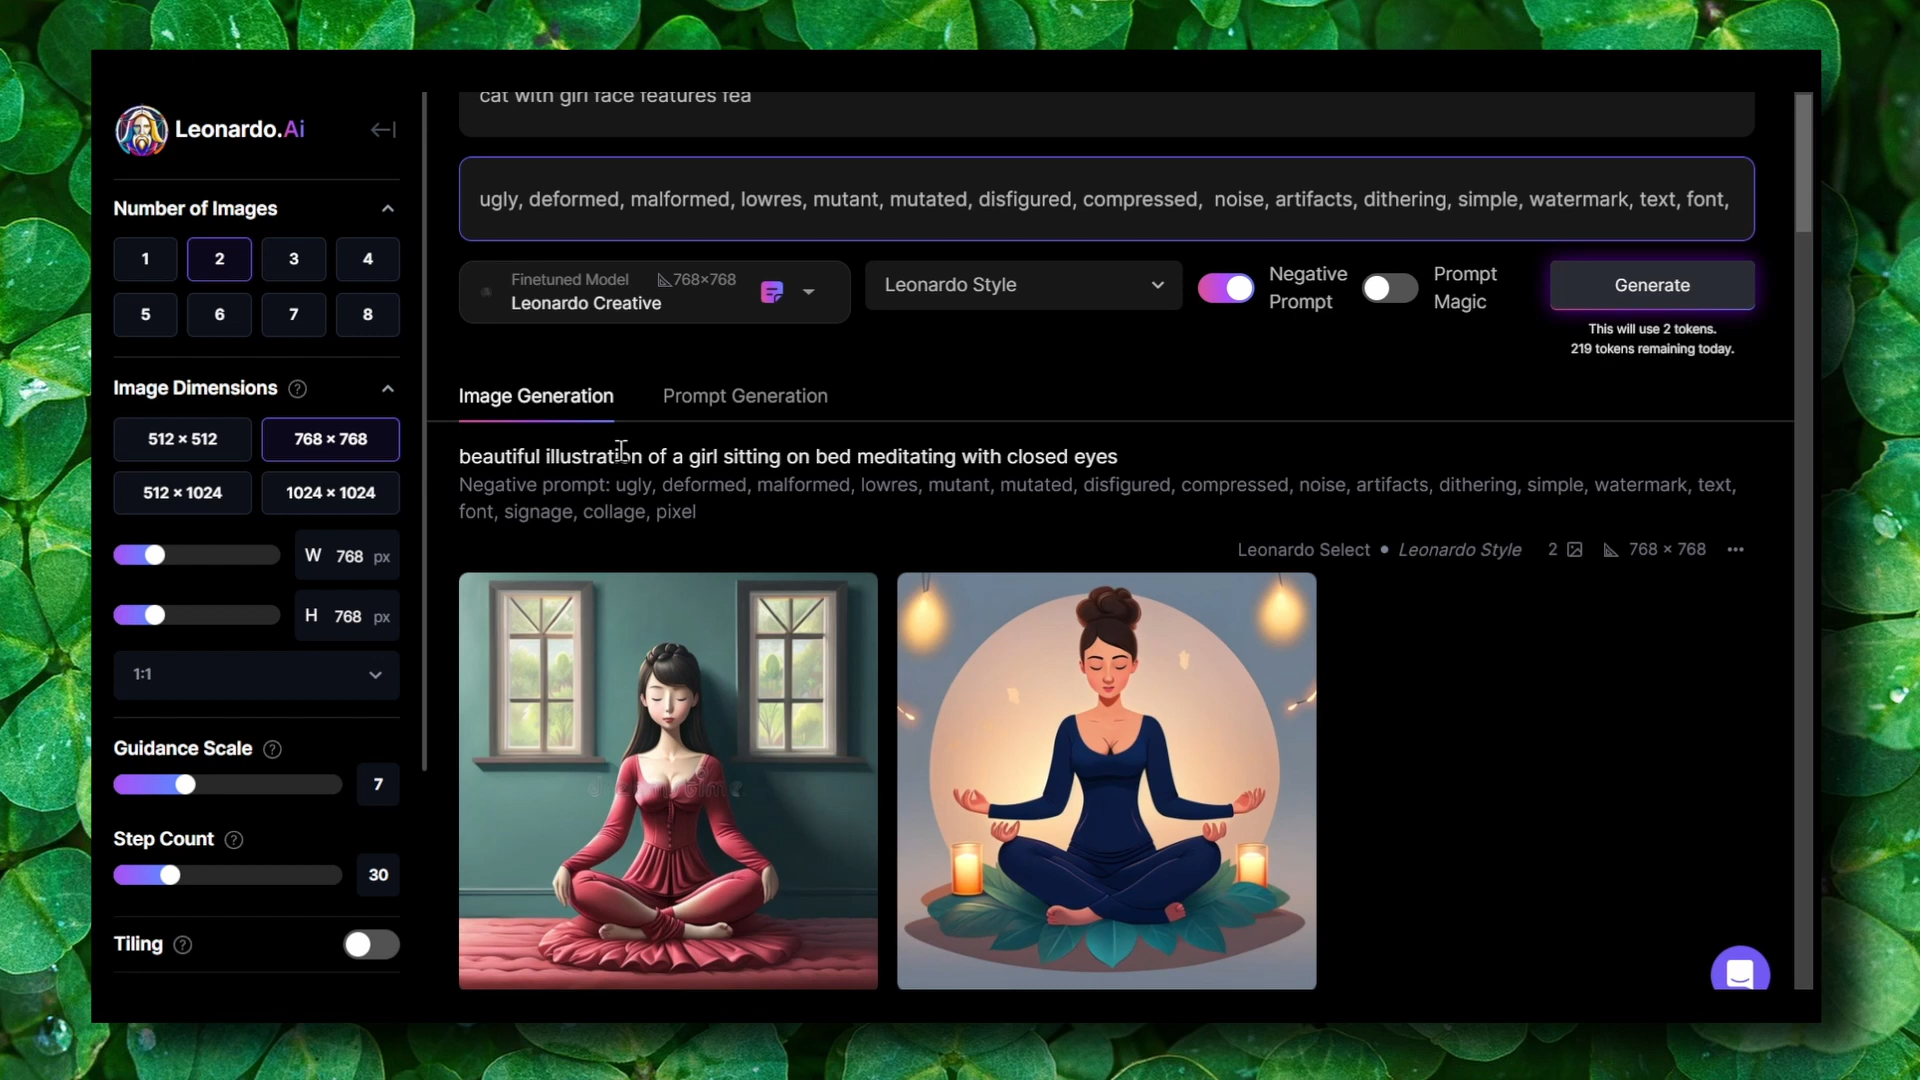 cat with girl face features fea
Leonardo.Ai
ugly, deformed, malformed, lowres, mutant, mutated, disfigured, compressed,  noise, artifacts, dithering, simple, watermark, text, font,
Number of Images
1 2 3 4
5 6 7 8
Finetuned Model 768×768
Leonardo Creative
Leonardo Style
Negative
Prompt
Prompt
Magic
Generate
This will use 2 tokens.
219 tokens remaining today.
Image Dimensions ?
512 × 512 768 × 768
512 × 1024 1024 × 1024
W 768 px
H 768 px
1:1
Guidance Scale ?
7
Step Count ?
30
Tiling ?
Image Generation Prompt Generation
beautiful illustration of a girl sitting on bed meditating with closed eyes
Negative prompt: ugly, deformed, malformed, lowres, mutant, mutated, disfigured, compressed, noise, artifacts, dithering, simple, watermark, text,
font, signage, collage, pixel
Leonardo Select • Leonardo Style 2 768 × 768 •••